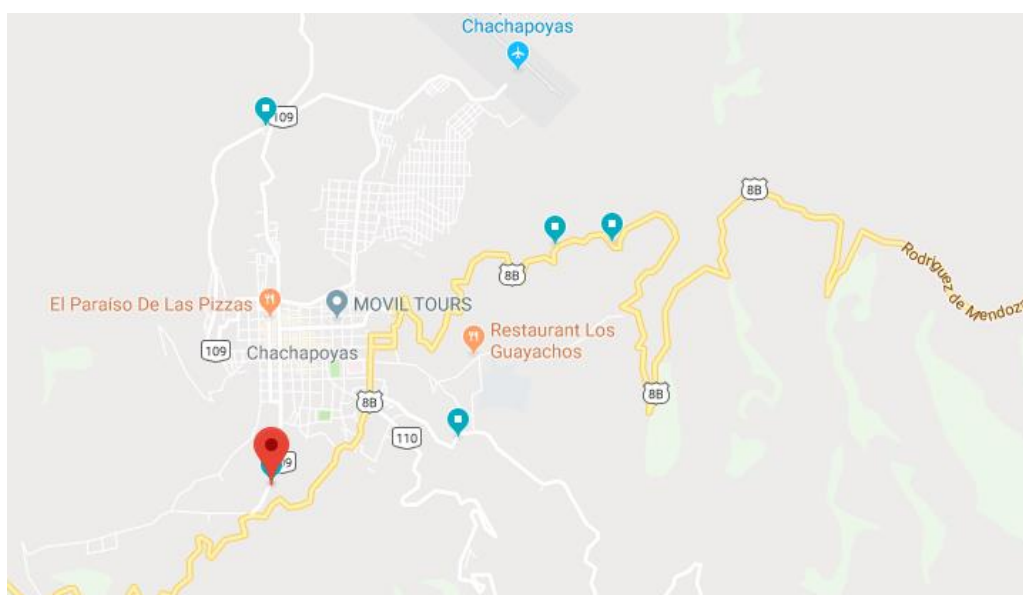 Chachapoyas
109
8B
8B
El Paraíso De Las Pizzas
MOVIL TOURS
Rodríguez de Mendoza
Restaurant Los
Guayachos
109
Chachapoyas
8B
8B
110